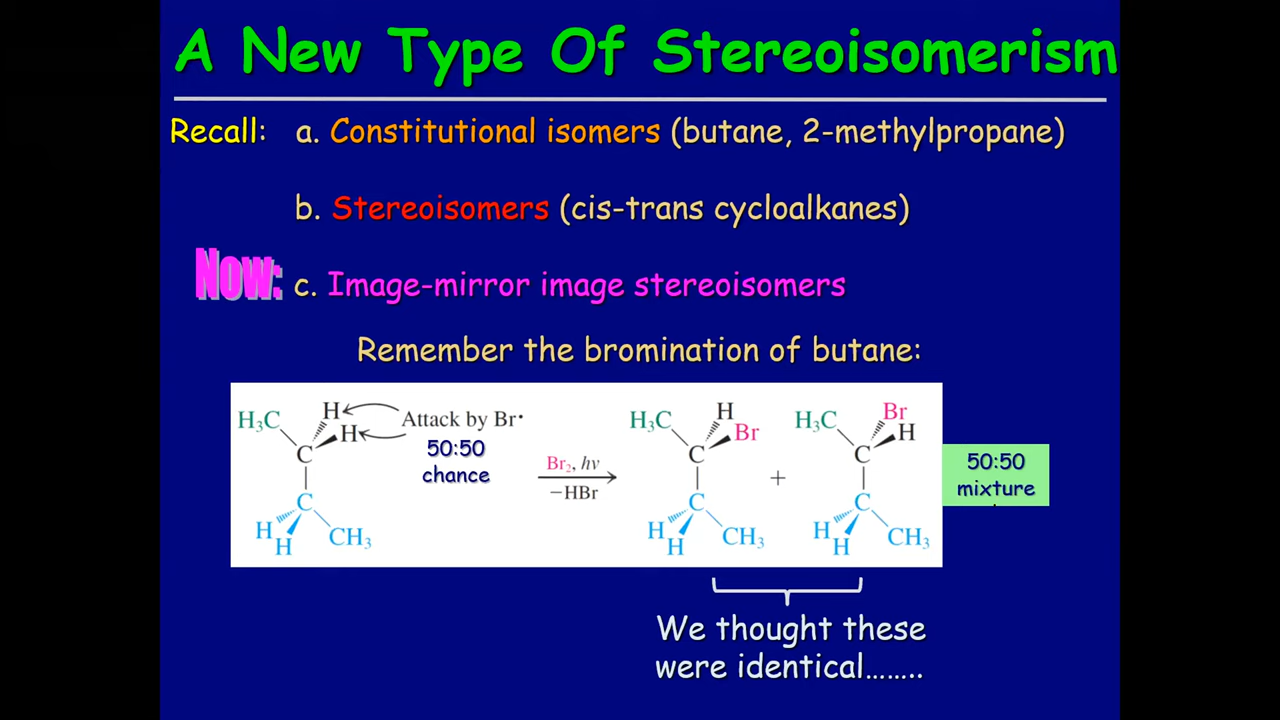 A New Type Of Stereoisomerism
Recall: a. Constitutional isomers (butane, 2-methylpropane)
b. Stereoisomers (cis-trans cycloalkanes)
Now: c. Image-mirror image stereoisomers
Remember the bromination of butane:
H₃C H Attack by Br•
H
50:50
chance
C
C
H
H
CH₃
Br₂, hν
−HBr
H₃C H
Br
C
C
H
H
CH₃
+
H₃C Br
H
C
C
H
H
CH₃
50:50
mixture
We thought these
were identical……..